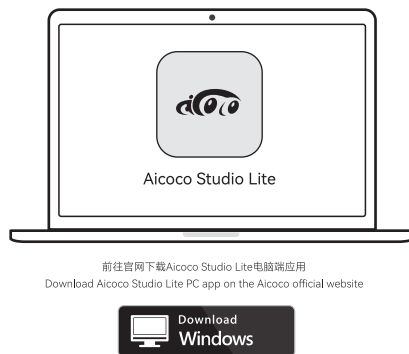 aicoco
Aicoco Studio Lite
前往官网下载Aicoco Studio Lite电脑端应用
Download Aicoco Studio Lite PC app on the Aicoco official website
Download
Windows